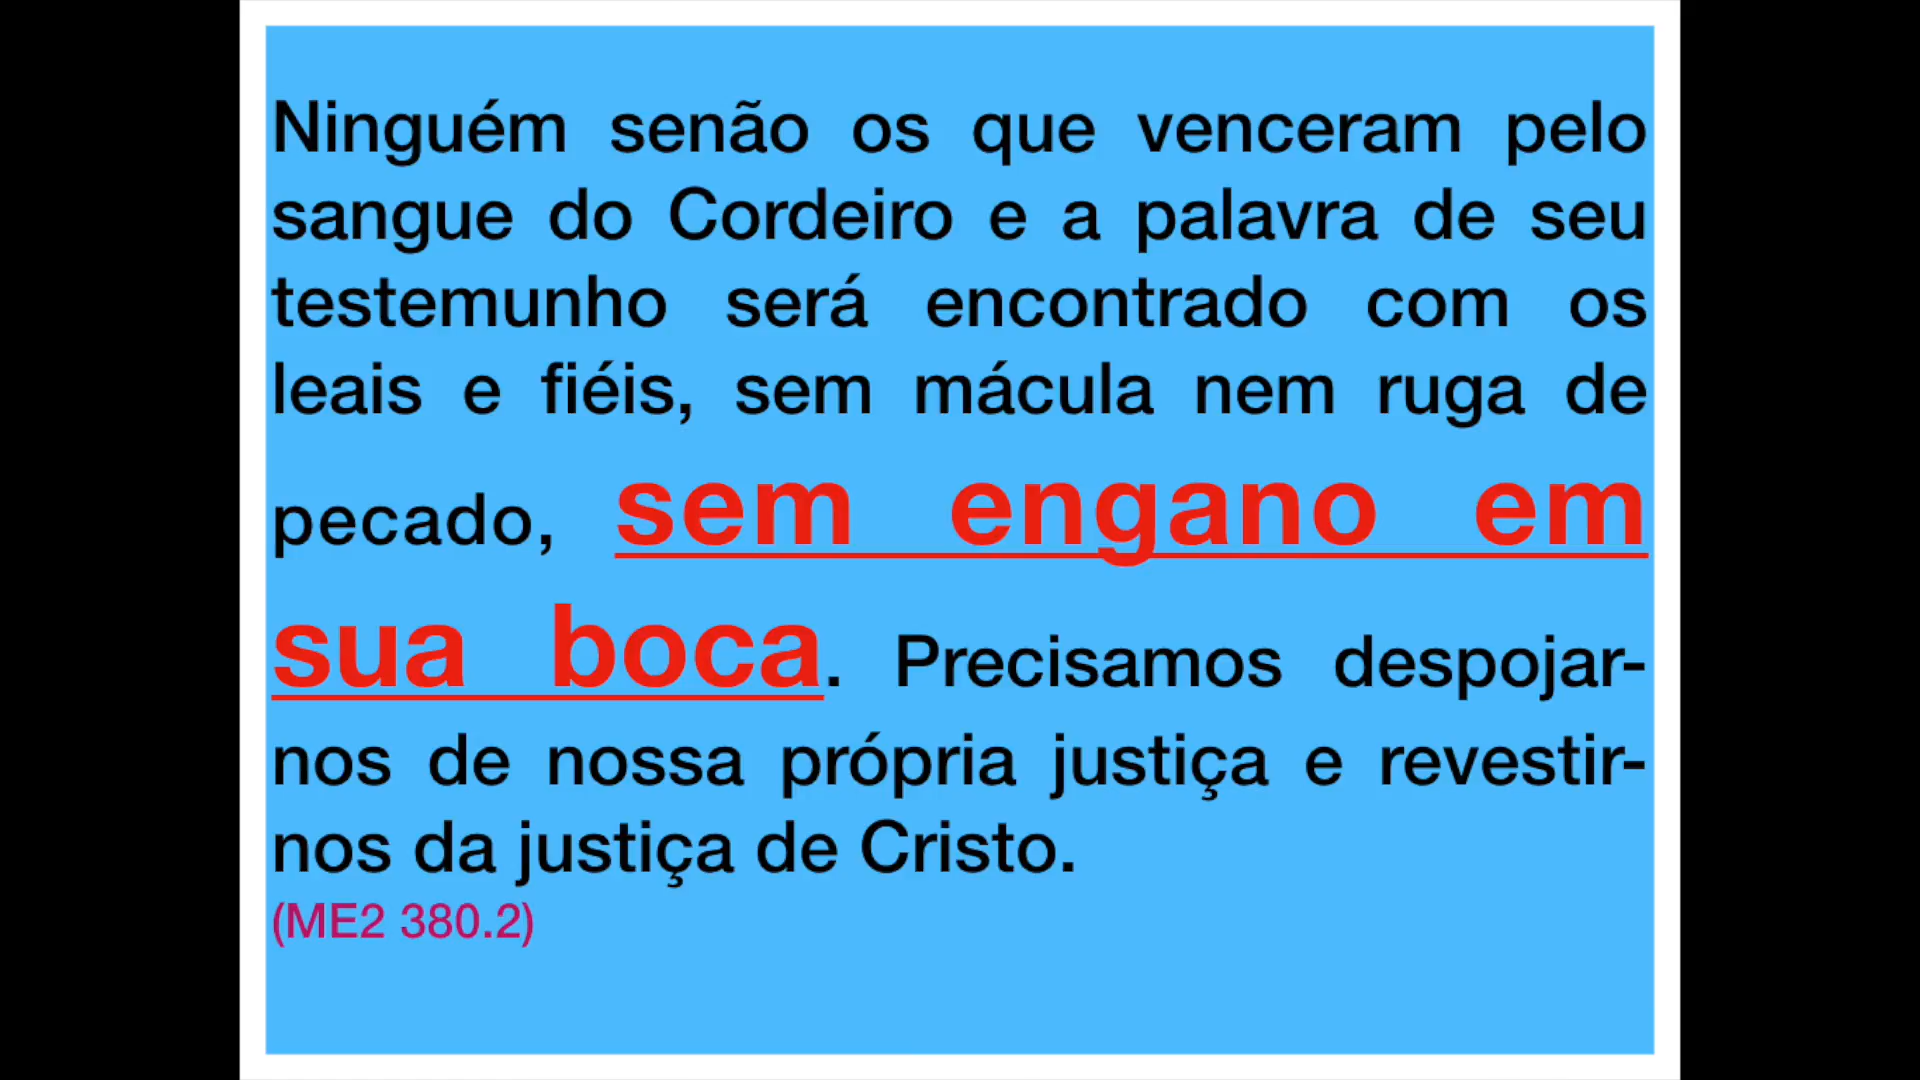 Ninguém senão os que venceram pelo
sangue do Cordeiro e a palavra de seu
testemunho será encontrado com os
leais e fiéis, sem mácula nem ruga de
pecado, sem engano em
sua boca. Precisamos despojar-
nos de nossa própria justiça e revestir-
nos da justiça de Cristo.
(ME2 380.2)